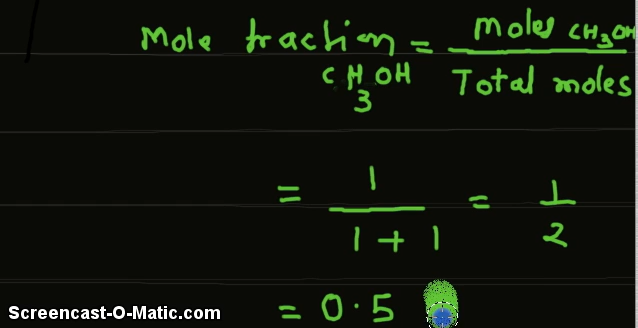 Mole fraction = moles CH3OH
CH3OH Total moles
= 1 = 1
1 + 1 2
= 0.5
Screencast-O-Matic.com